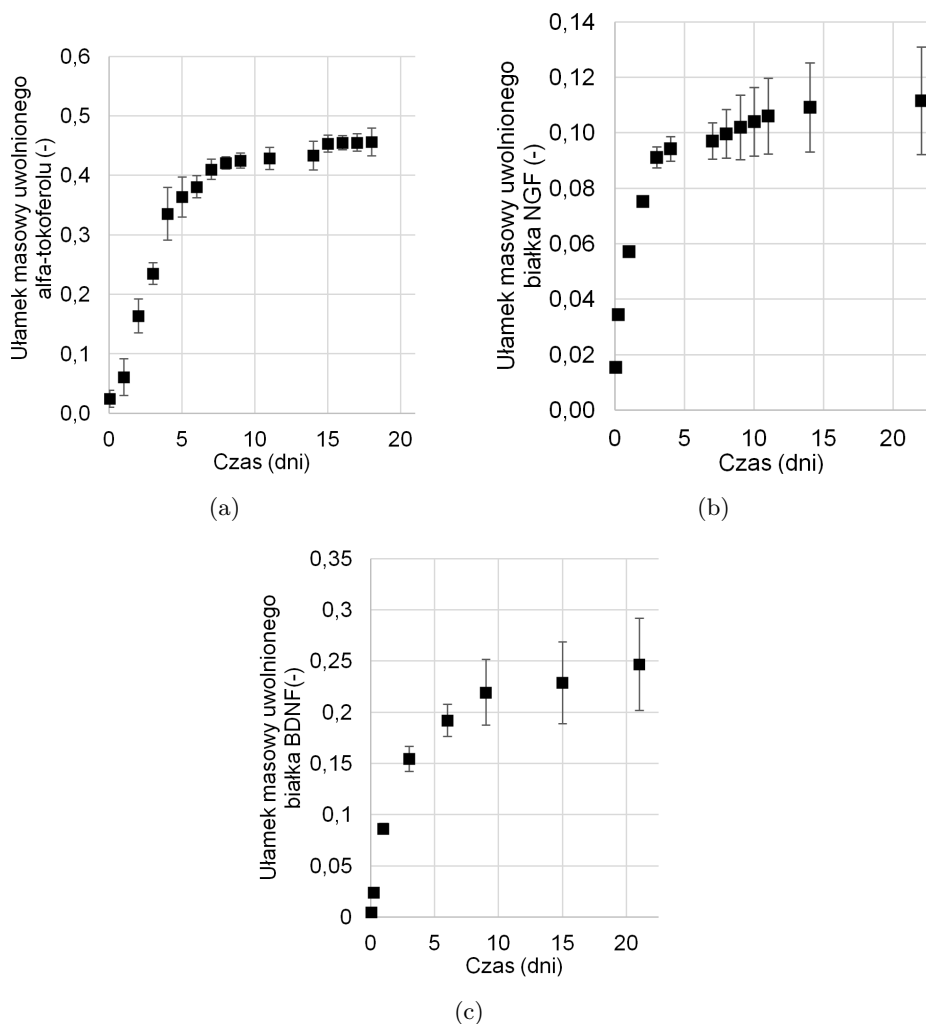 Ułamek masowy uwolnionego
alfa-tokoferolu (-)
0,6
0,5
0,4
0,3
0,2
0,1
0,0
0 5 10 15 20
Czas (dni)
(a)
Ułamek masowy uwolnionego
białka NGF (-)
0,14
0,12
0,10
0,08
0,06
0,04
0,02
0,00
0 5 10 15 20
Czas (dni)
(b)
Ułamek masowy uwolnionego
białka BDNF(-)
0,35
0,3
0,25
0,2
0,15
0,1
0,05
0
0 5 10 15 20
Czas (dni)
(c)